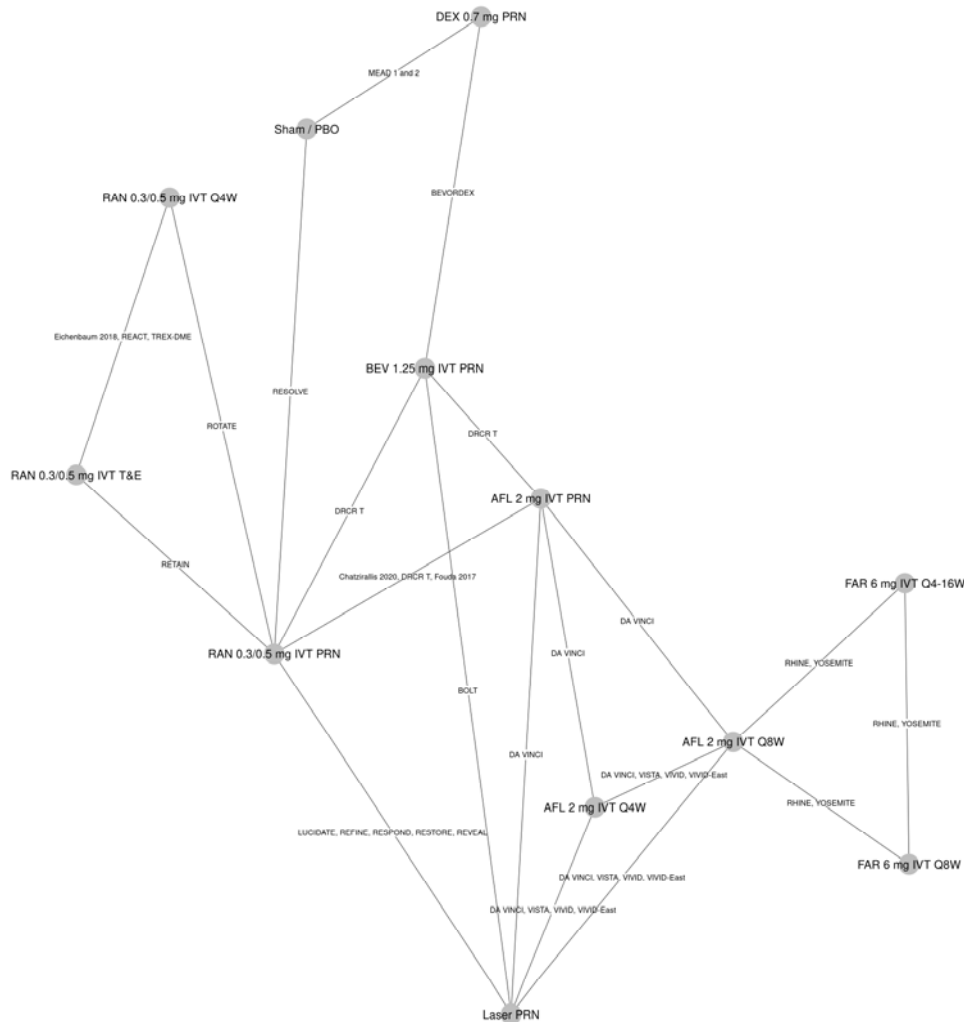 DEX 0.7 mg PRN
MEAD 1 and 2
Sham / PBO
RAN 0.3/0.5 mg IVT Q4W
BEVORDEX
Eichenbaum 2018, REACT, TREX-DME
BEV 1.25 mg IVT PRN
RESOLVE
ROTATE
DRCR T
RAN 0.3/0.5 mg IVT T&E
AFL 2 mg IVT PRN
DRCR T
RETAIN
Chatzirallis 2020, DRCR T, Fouda 2017
FAR 6 mg IVT Q4-16W
DA VINCI
RAN 0.3/0.5 mg IVT PRN
DA VINCI
RHINE, YOSEMITE
BOLT
RHINE, YOSEMITE
AFL 2 mg IVT Q8W
DA VINCI
DA VINCI, VISTA, VIVID, VIVID-East
RHINE, YOSEMITE
AFL 2 mg IVT Q4W
LUCIDATE, REFINE, RESPOND, RESTORE, REVEAL
FAR 6 mg IVT Q8W
DA VINCI, VISTA, VIVID, VIVID-East
DA VINCI, VISTA, VIVID, VIVID-East
Laser PRN